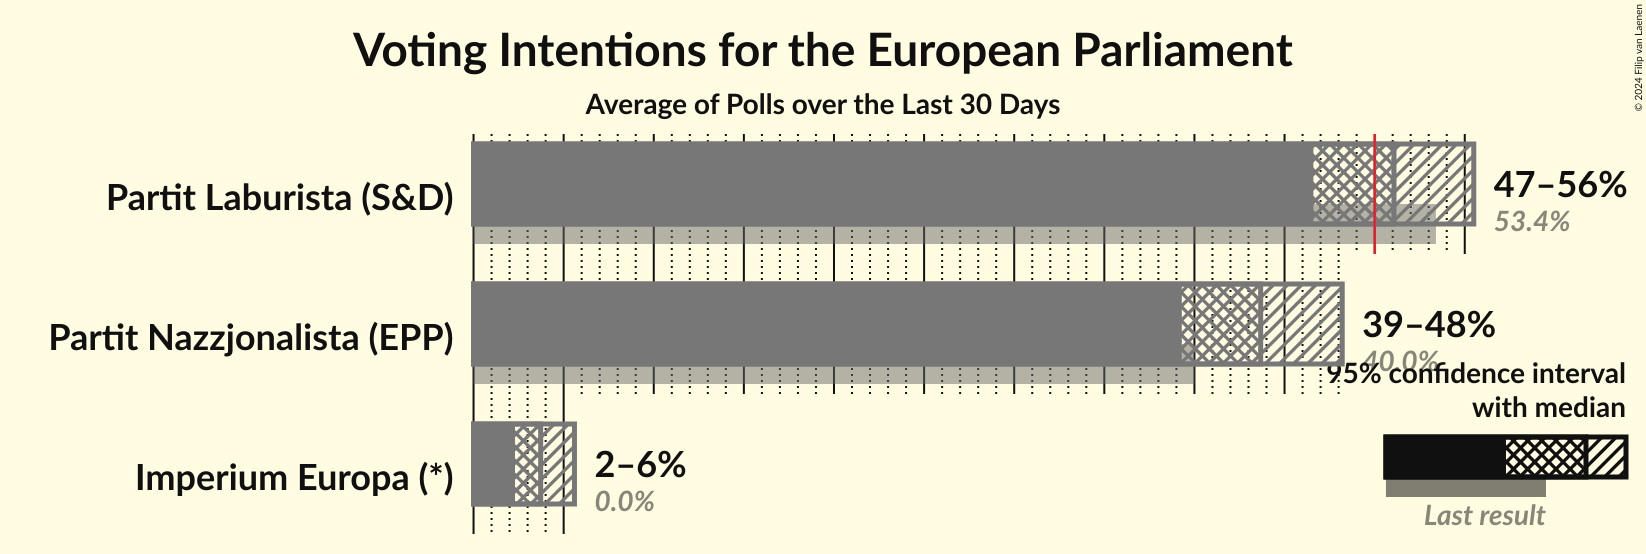 Voting Intentions for the European Parliament
Average of Polls over the Last 30 Days
© 2024 Filip van Laenen
Partit Laburista (S&D)
47–56%
53.4%
Partit Nazzjonalista (EPP)
39–48%
40.0%
95% confidence interval
with median
Imperium Europa (*)
2–6%
0.0%
Last result